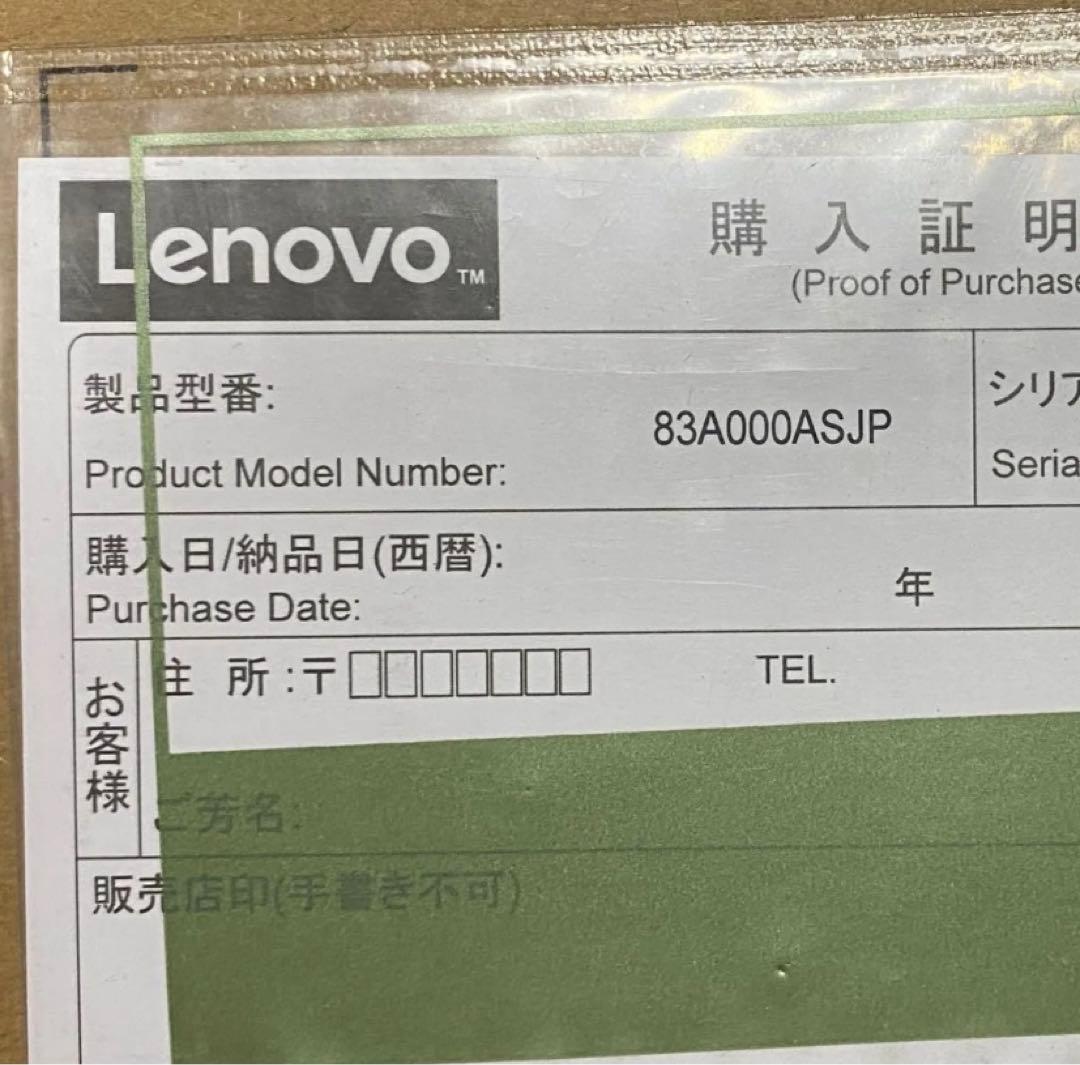 Lenovo™
購入証明
(Proof of Purchase
製品型番:
83A000ASJP
Product Model Number:
シリア
Seria
購入日/納品日(西暦):
年
Purchase Date:
お客様
住 所:〒□□□□□□□
TEL.
ご芳名:
販売店印(手書き不可)